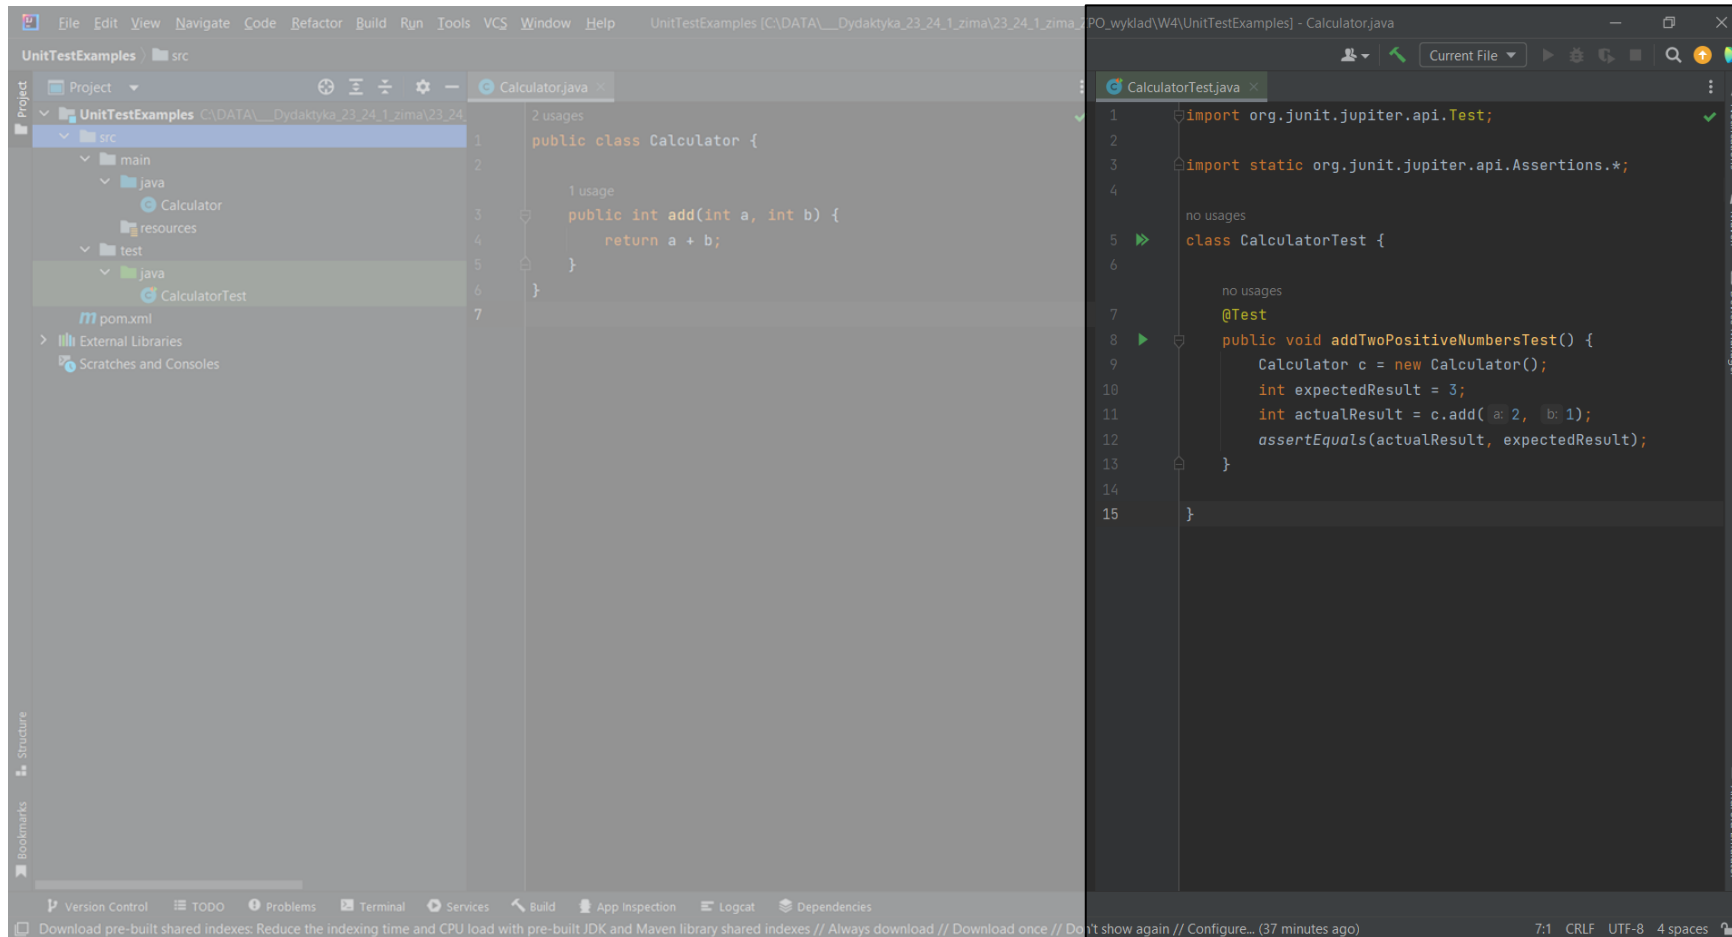 File Edit View Navigate Code Refactor Build Run Tools VCS Window Help UnitTestExamples [C:\DATA\___Dydaktyka_23_24_1_zima\23_24_1_zima_ZPO_wyklad\W4\UnitTestExamples] - Calculator.java
UnitTestExamples src
Current File
Project
UnitTestExamples C:\DATA\___Dydaktyka_23_24_1_zima\23_24
src
main
java
Calculator
resources
test
java
CalculatorTest
pom.xml
External Libraries
Scratches and Consoles
Project
Structure
Bookmarks
Calculator.java
2 usages
1 public class Calculator {
2
1 usage
3 public int add(int a, int b) {
4 return a + b;
5 }
6 }
7
CalculatorTest.java
1 import org.junit.jupiter.api.Test;
2
3 import static org.junit.jupiter.api.Assertions.*;
4
no usages
5 class CalculatorTest {
6
no usages
7 @Test
8 public void addTwoPositiveNumbersTest() {
9 Calculator c = new Calculator();
10 int expectedResult = 3;
11 int actualResult = c.add( a: 2, b: 1);
12 assertEquals(actualResult, expectedResult);
13 }
14
15 }
Version Control TODO Problems Terminal Services Build App Inspection Logcat Dependencies
Download pre-built shared indexes: Reduce the indexing time and CPU load with pre-built JDK and Maven library shared indexes // Always download // Download once // Don't show again // Configure... (37 minutes ago) 7:1 CRLF UTF-8 4 spaces